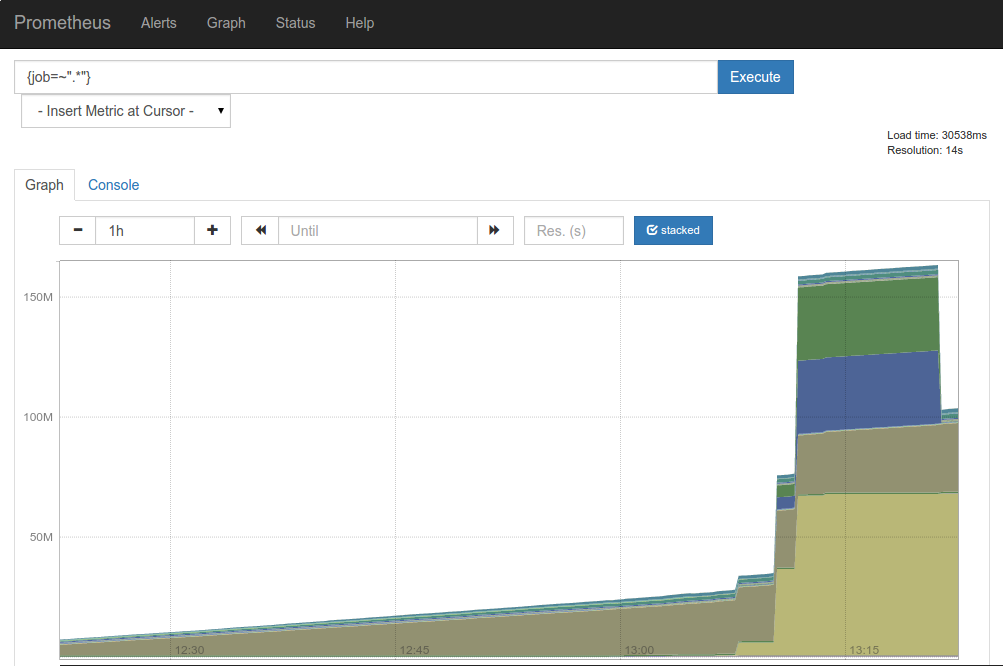 Prometheus Alerts Graph Status Help
{job=~".*"} Execute
- Insert Metric at Cursor -
Load time: 30538ms
Resolution: 14s
Graph Console
1h Until Res. (s) stacked
150M
100M
50M
12:30 12:45 13:00 13:15